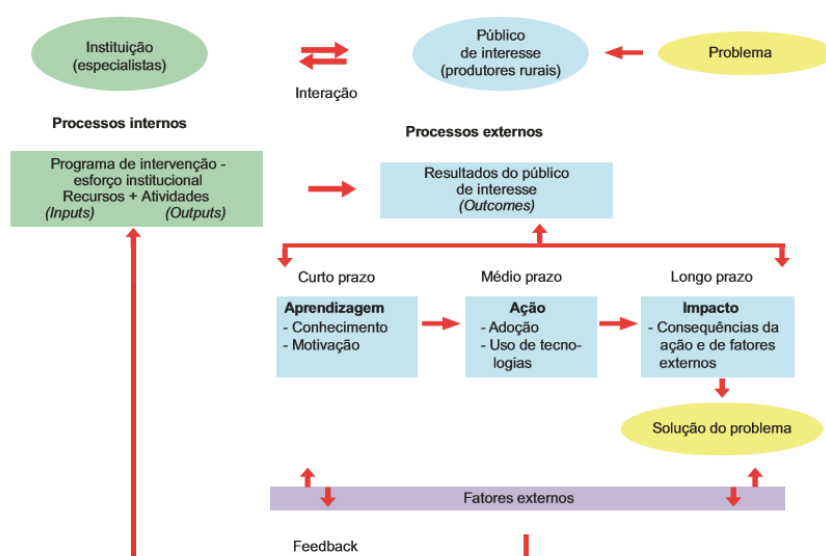 Instituição
(especialistas)
Interação
Público
de interesse
(produtores rurais)
Problema
Processos internos
Processos externos
Programa de intervenção -
esforço institucional
Recursos + Atividades
(Inputs) (Outputs)
Resultados do público
de interesse
(Outcomes)
Curto prazo
Médio prazo
Longo prazo
Aprendizagem
- Conhecimento
- Motivação
Ação
- Adoção
- Uso de tecno-
logias
Impacto
- Consequências da
ação e de fatores
externos
Solução do problema
Fatores externos
Feedback